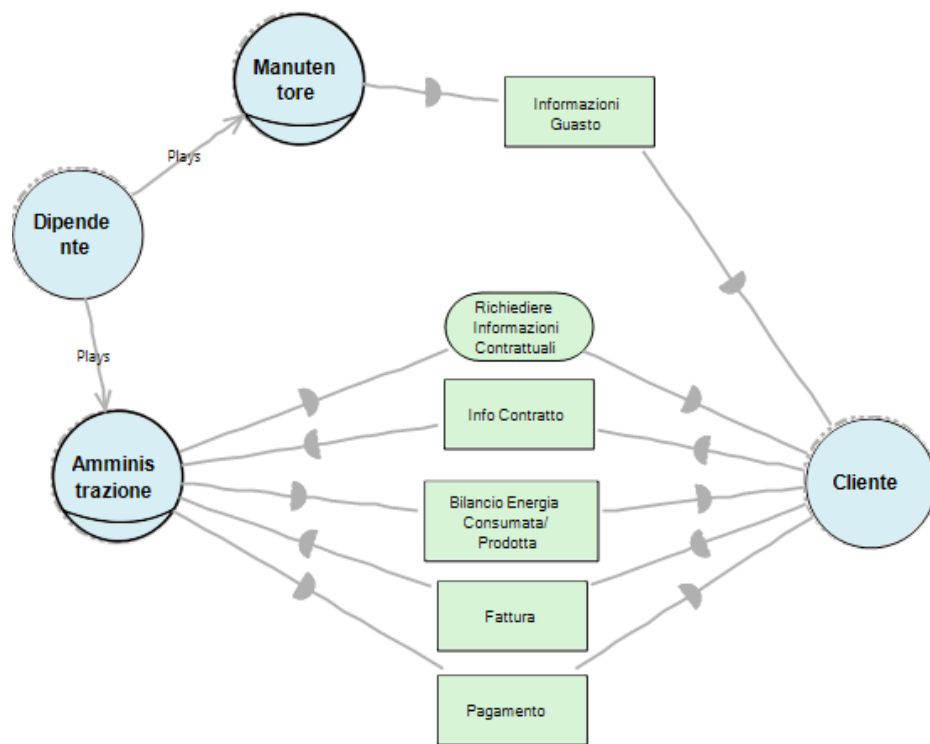 Manuten
tore
Informazioni
Guasto
Plays
Dipende
nte
Plays
Richiedere
Informazioni
Contrattuali
Info Contratto
Amminis
trazione
Cliente
Bilancio Energia
Consumata/
Prodotta
Fattura
Pagamento